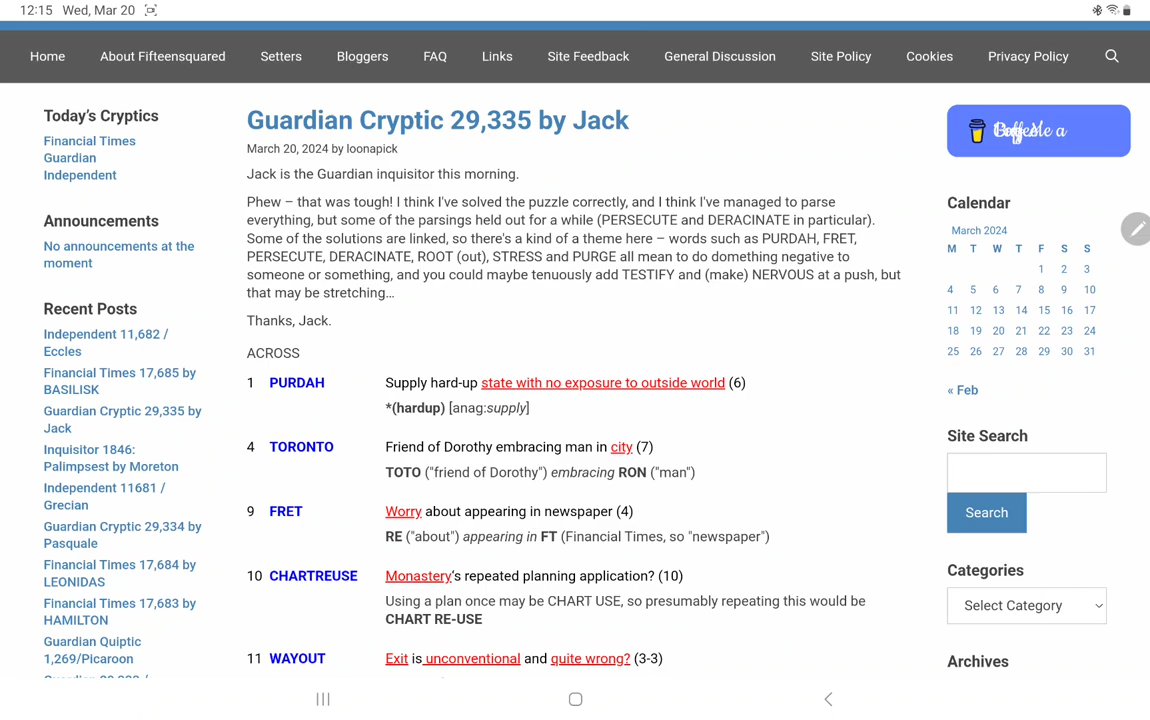 12:15 Wed, Mar 20
Home About Fifteensquared Setters Bloggers FAQ Links Site Feedback General Discussion Site Policy Cookies Privacy Policy
Today's Cryptics
Financial Times
Guardian
Independent
Announcements
No announcements at the
moment
Recent Posts
Independent 11,682 /
Eccles
Financial Times 17,685 by
BASILISK
Guardian Cryptic 29,335 by
Jack
Inquisitor 1846:
Palimpsest by Moreton
Independent 11681 /
Grecian
Guardian Cryptic 29,334 by
Pasquale
Financial Times 17,684 by
LEONIDAS
Financial Times 17,683 by
HAMILTON
Guardian Quiptic
1,269/Picaroon
Guardian Cryptic 29,335 by Jack
March 20, 2024 by loonapick
Jack is the Guardian inquisitor this morning.
Phew – that was tough! I think I've solved the puzzle correctly, and I think I've managed to parse
everything, but some of the parsings held out for a while (PERSECUTE and DERACINATE in particular).
Some of the solutions are linked, so there's a kind of a theme here – words such as PURDAH, FRET,
PERSECUTE, DERACINATE, ROOT (out), STRESS and PURGE all mean to do domething negative to
someone or something, and you could maybe tenuously add TESTIFY and (make) NERVOUS at a push, but
that may be stretching…
Thanks, Jack.
ACROSS
1 PURDAH Supply hard-up state with no exposure to outside world (6)
*(hardup) [anag:supply]
4 TORONTO Friend of Dorothy embracing man in city (7)
TOTO ("friend of Dorothy") embracing RON ("man")
9 FRET Worry about appearing in newspaper (4)
RE ("about") appearing in FT (Financial Times, so "newspaper")
10 CHARTREUSE Monastery's repeated planning application? (10)
Using a plan once may be CHART USE, so presumably repeating this would be
CHART RE-USE
11 WAYOUT Exit is unconventional and quite wrong? (3-3)
Calendar
March 2024
M T W T F S S
1 2 3
4 5 6 7 8 9 10
11 12 13 14 15 16 17
18 19 20 21 22 23 24
25 26 27 28 29 30 31
« Feb
Site Search
Search
Categories
Select Category
Archives